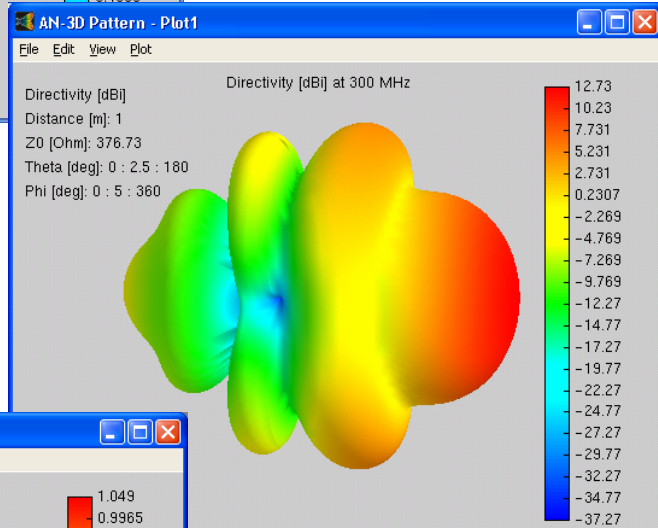 AN-3D Pattern - Plot1
File Edit View Plot
Directivity [dBi] at 300 MHz
Directivity [dBi]
Distance [m]: 1
Z0 [Ohm]: 376.73
Theta [deg]: 0 : 2.5 : 180
Phi [deg]: 0 : 5 : 360
12.73
10.23
7.731
5.231
2.731
0.2307
-2.269
-4.769
-7.269
-9.769
-12.27
-14.77
-17.27
-19.77
-22.27
-24.77
-27.27
-29.77
-32.27
-34.77
-37.27
1.049
0.9965